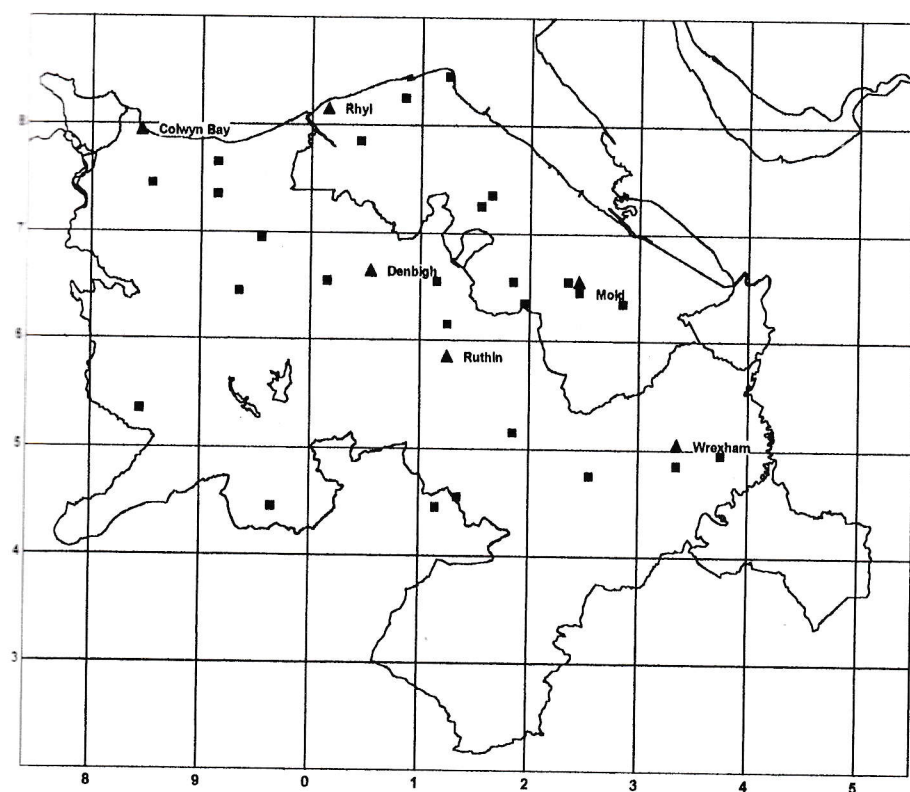 Rhyl
8
Colwyn Bay
7
Denbigh
Mold
6
Ruthin
5
Wrexham
4
3
8 9 0 1 2 3 4 5